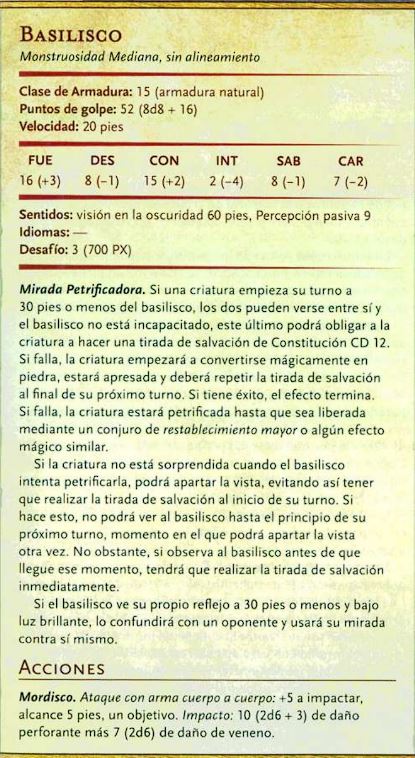 BASILISCO
Monstruosidad Mediana, sin alineamiento
Clase de Armadura: 15 (armadura natural)
Puntos de golpe: 52 (8d8 + 16)
Velocidad: 20 pies
FUE DES CON INT SAB CAR
16 (+3) 8 (−1) 15 (+2) 2 (−4) 8 (−1) 7 (−2)
Sentidos: visión en la oscuridad 60 pies, Percepción pasiva 9
Idiomas: —
Desafío: 3 (700 PX)
Mirada Petrificadora. Si una criatura empieza su turno a
30 pies o menos del basilisco, los dos pueden verse entre sí y
el basilisco no está incapacitado, este último podrá obligar a la
criatura a hacer una tirada de salvación de Constitución CD 12.
Si falla, la criatura empezará a convertirse mágicamente en
piedra, estará apresada y deberá repetir la tirada de salvación
al final de su próximo turno. Si tiene éxito, el efecto termina.
Si falla, la criatura estará petrificada hasta que sea liberada
mediante un conjuro de restablecimiento mayor o algún efecto
mágico similar.
Si la criatura no está sorprendida cuando el basilisco
intenta petrificarla, podrá apartar la vista, evitando así tener
que realizar la tirada de salvación al inicio de su turno. Si
hace esto, no podrá ver al basilisco hasta el principio de su
próximo turno, momento en el que podrá apartar la vista
otra vez. No obstante, si observa al basilisco antes de que
llegue ese momento, tendrá que realizar la tirada de salvación
inmediatamente.
Si el basilisco ve su propio reflejo a 30 pies o menos y bajo
luz brillante, lo confundirá con un oponente y usará su mirada
contra sí mismo.
ACCIONES
Mordisco. Ataque con arma cuerpo a cuerpo: +5 a impactar,
alcance 5 pies, un objetivo. Impacto: 10 (2d6 + 3) de daño
perforante más 7 (2d6) de daño de veneno.